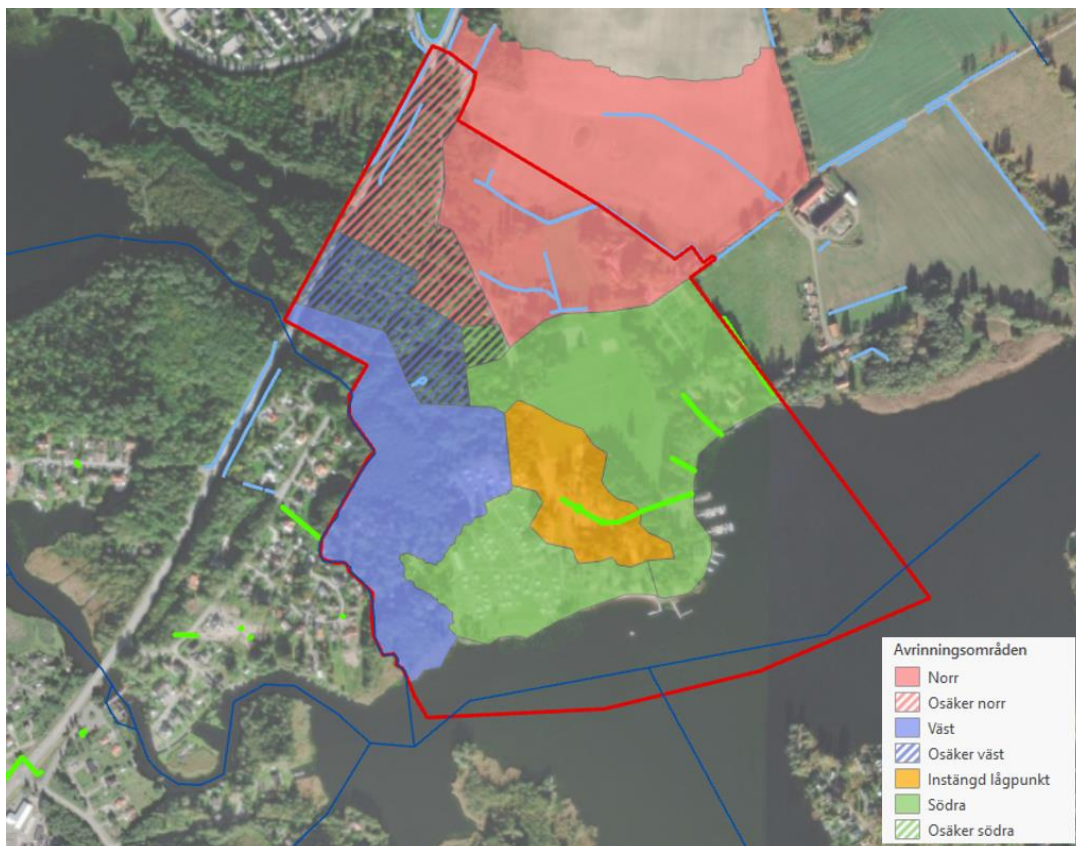 Avrinningsområden
Norr
Osäker norr
Väst
Osäker väst
Instängd lågpunkt
Södra
Osäker södra